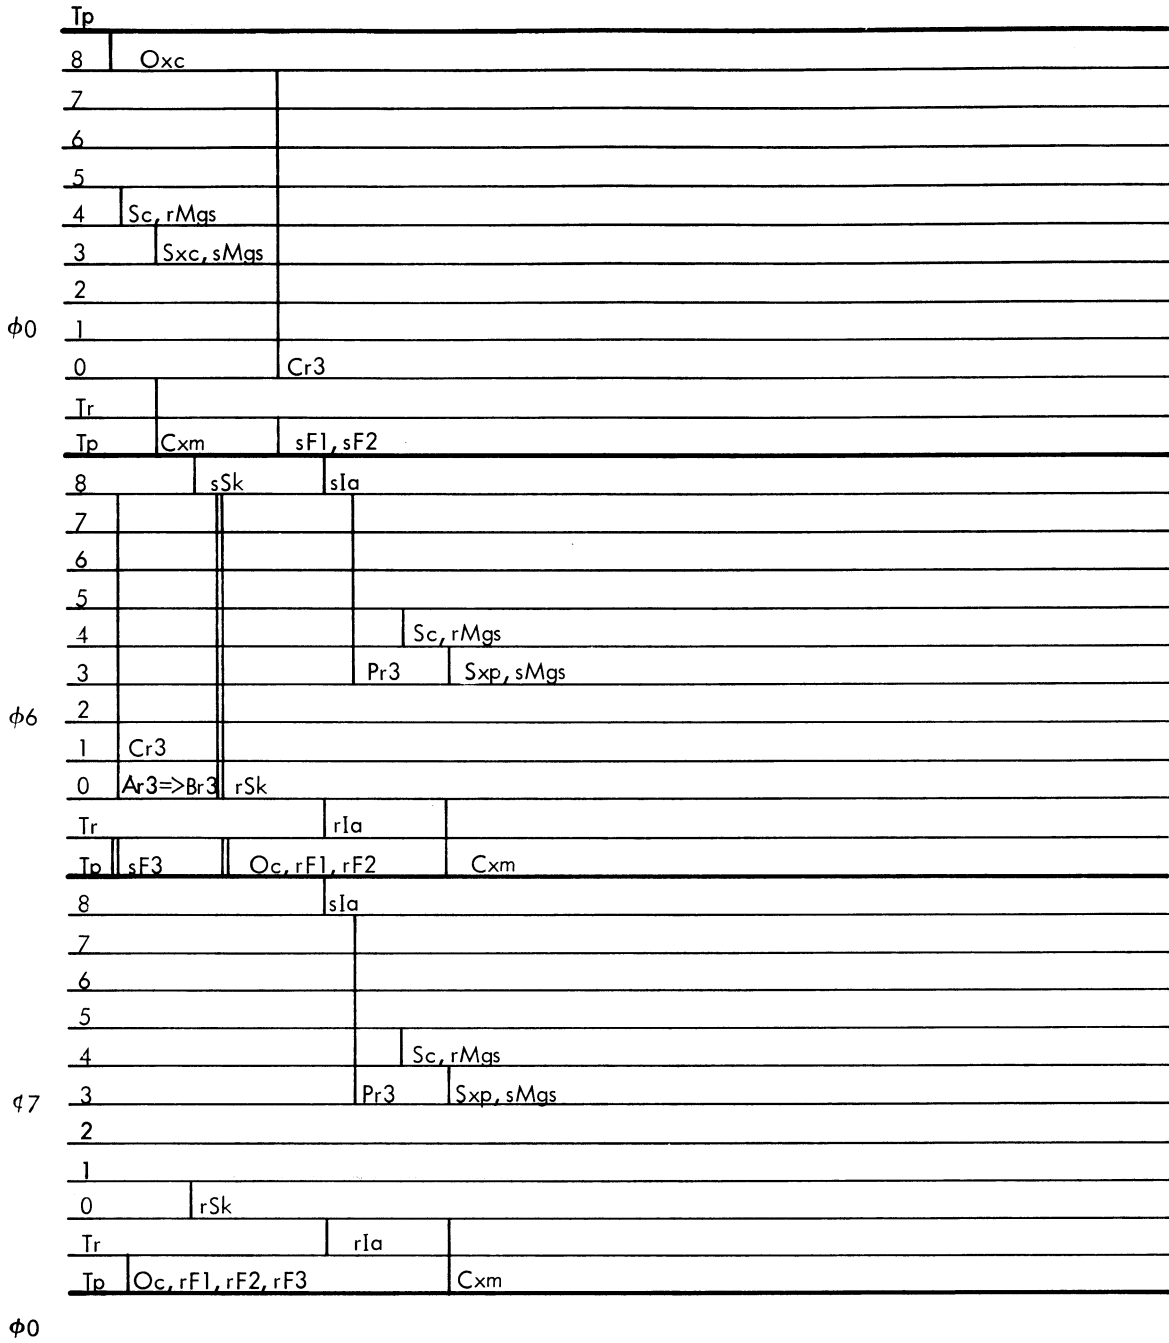 Tp
8 Oxc
7
6
5
4 Sc, rMgs
3 Sxc, sMgs
2
ϕ0 1
0 Cr3
Tr
Tp Cxm sF1, sF2
8 sSk sIa
7
6
5
4 Sc, rMgs
3 Pr3 Sxp, sMgs
ϕ6 2
1 Cr3
0 Ar3=>Br3 rSk
Tr rIa
Tp sF3 Oc, rF1, rF2 Cxm
8 sIa
7
6
5
4 Sc, rMgs
ϕ7 3 Pr3 Sxp, sMgs
2
1
0 rSk
Tr rIa
Tp Oc, rF1, rF2, rF3 Cxm
ϕ0